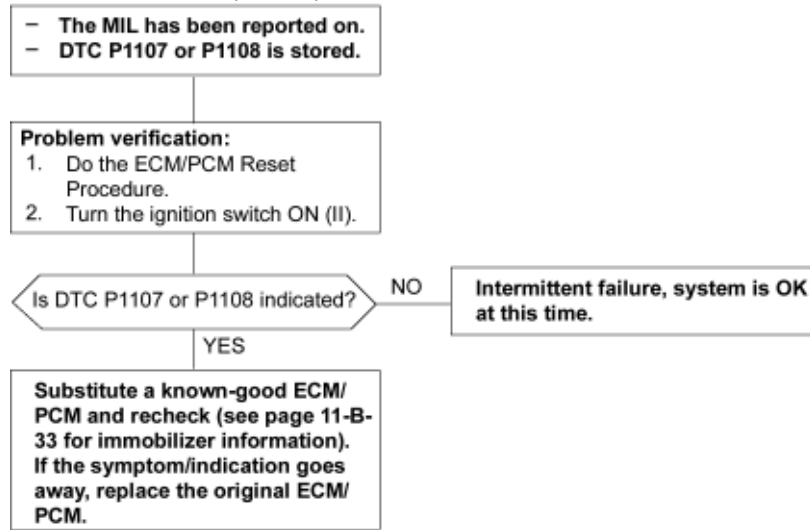 – The MIL has been reported on.
– DTC P1107 or P1108 is stored.
Problem verification:
1. Do the ECM/PCM Reset
Procedure.
2. Turn the ignition switch ON (II).
Is DTC P1107 or P1108 indicated?
NO
Intermittent failure, system is OK
at this time.
YES
Substitute a known-good ECM/
PCM and recheck (see page 11-B-
33 for immobilizer information).
If the symptom/indication goes
away, replace the original ECM/
PCM.